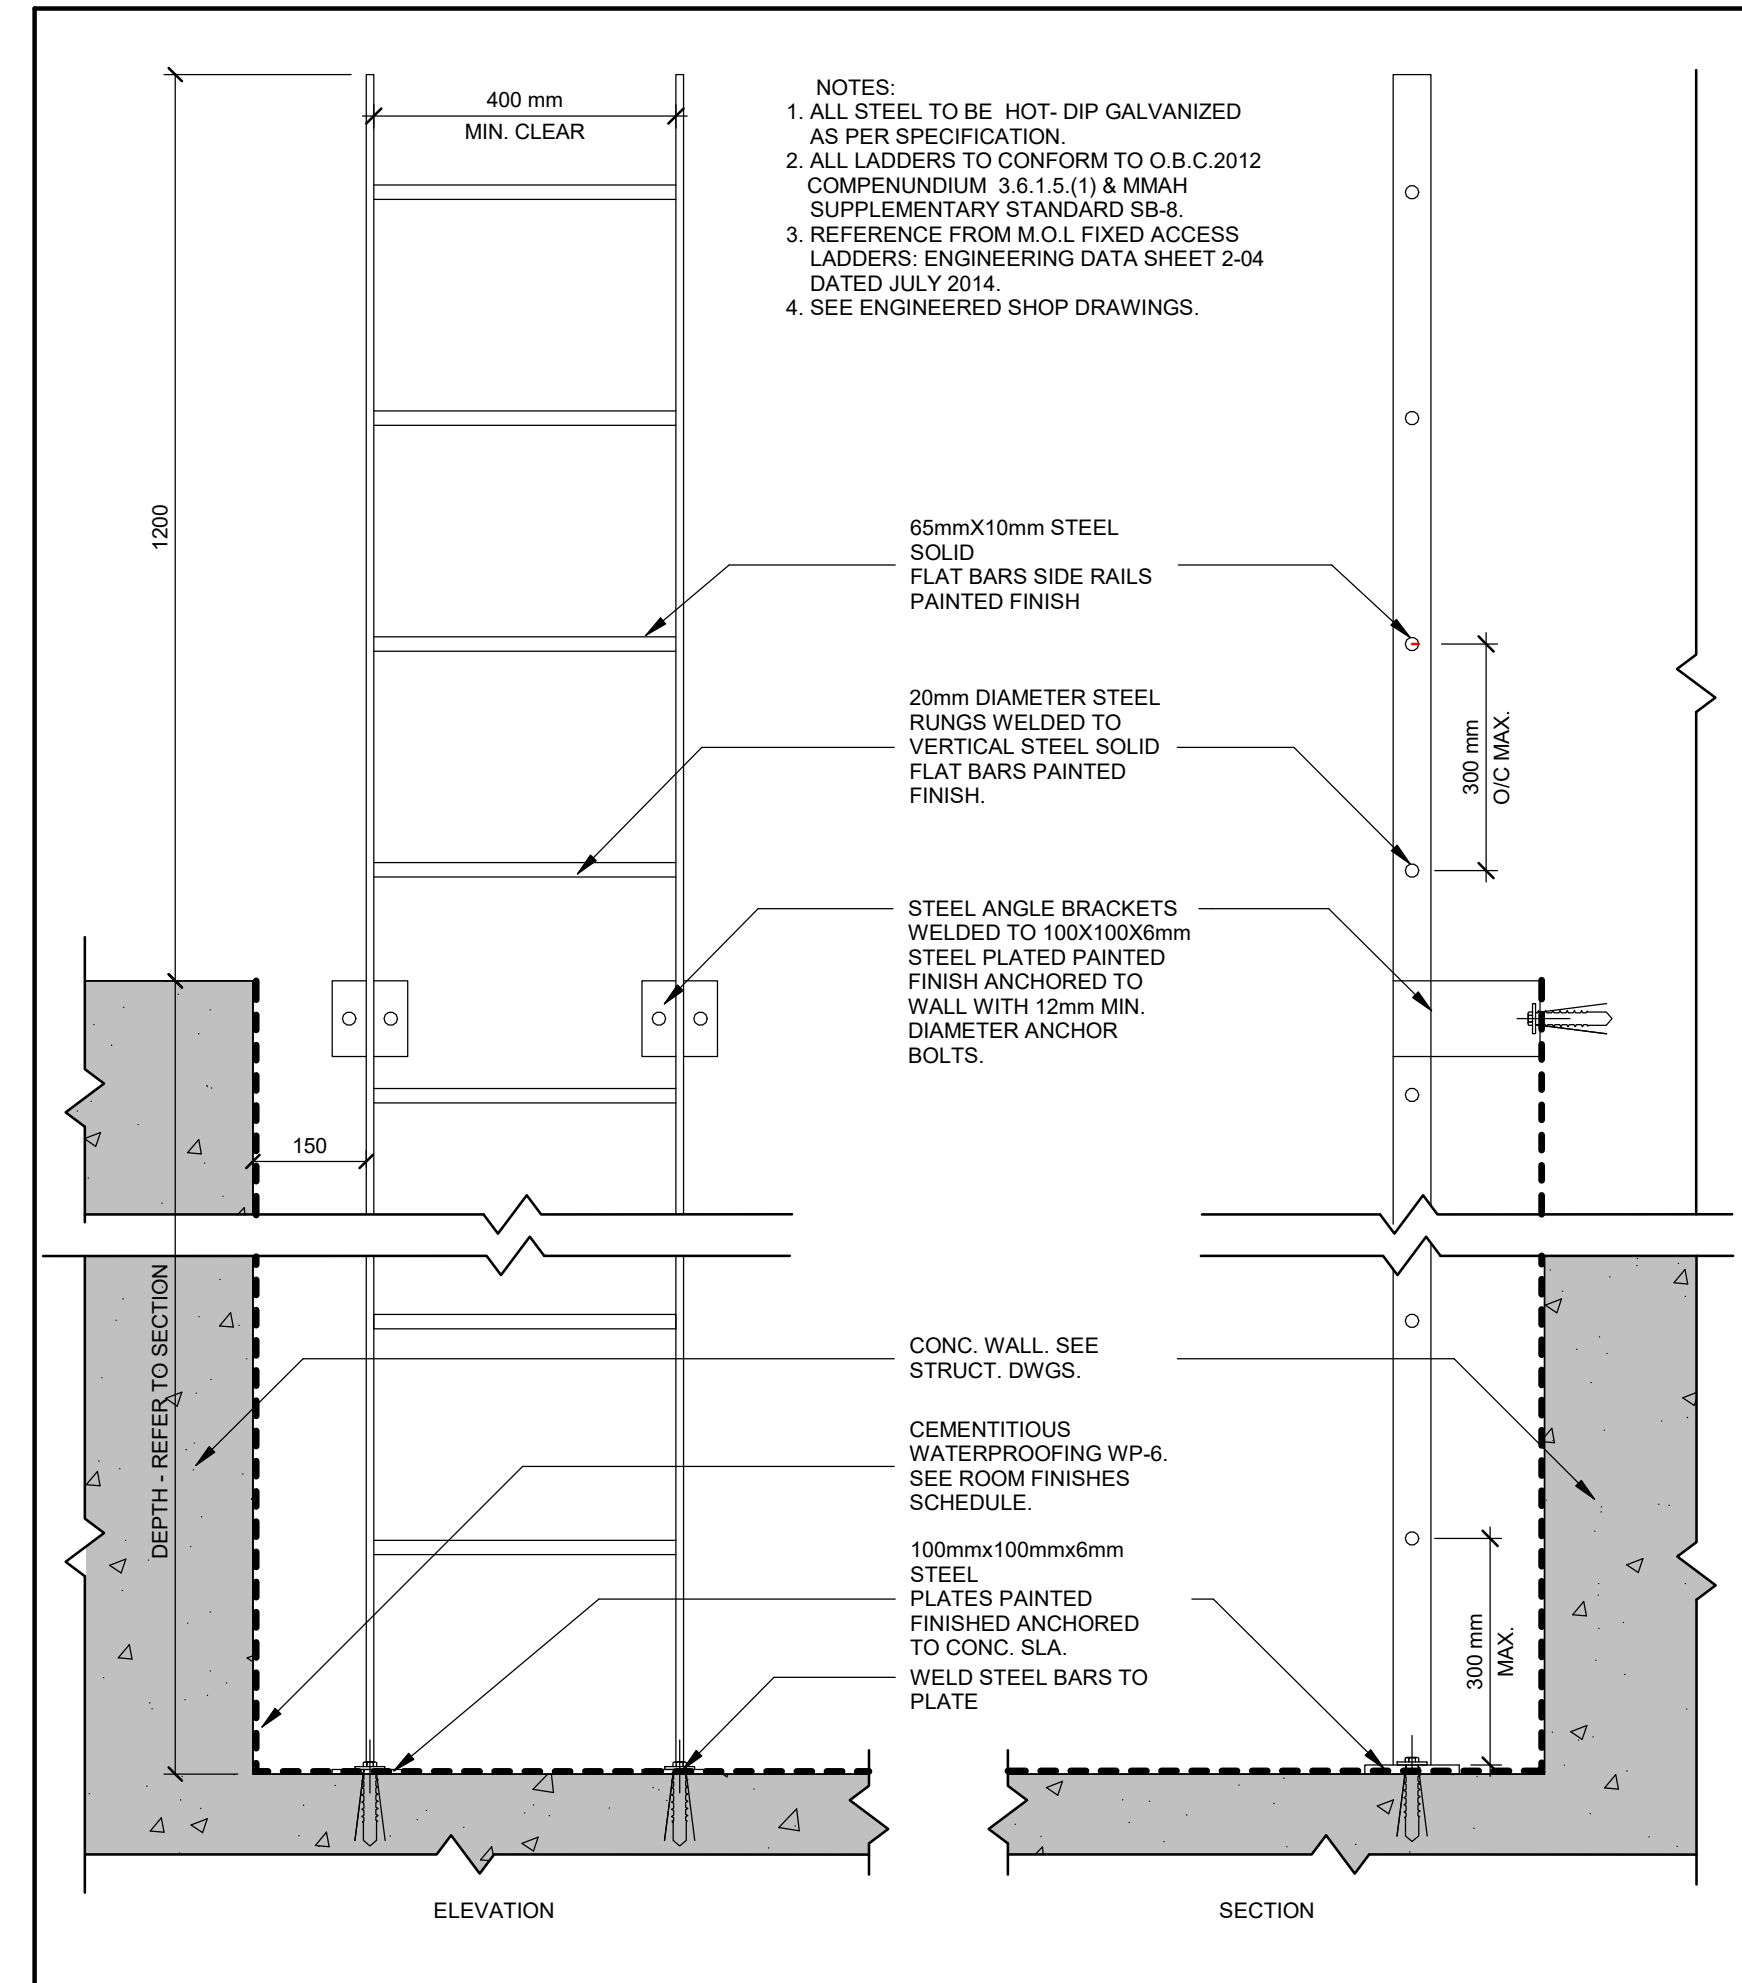 400 mm
MIN. CLEAR
NOTES:
1. ALL STEEL TO BE HOT- DIP GALVANIZED
AS PER SPECIFICATION.
2. ALL LADDERS TO CONFORM TO O.B.C.2012
COMPENUNDIUM 3.6.1.5.(1) & MMAH
SUPPLEMENTARY STANDARD SB-8.
3. REFERENCE FROM M.O.L FIXED ACCESS
LADDERS: ENGINEERING DATA SHEET 2-04
DATED JULY 2014.
4. SEE ENGINEERED SHOP DRAWINGS.
1200
65mmX10mm STEEL
SOLID
FLAT BARS SIDE RAILS
PAINTED FINISH
20mm DIAMETER STEEL
RUNGS WELDED TO
VERTICAL STEEL SOLID
FLAT BARS PAINTED
FINISH.
300 mm
O/C MAX.
STEEL ANGLE BRACKETS
WELDED TO 100X100X6mm
STEEL PLATED PAINTED
FINISH ANCHORED TO
WALL WITH 12mm MIN.
DIAMETER ANCHOR
BOLTS.
150
DEPTH - REFER TO SECTION
CONC. WALL. SEE
STRUCT. DWGS.
CEMENTITIOUS
WATERPROOFING WP-6.
SEE ROOM FINISHES
SCHEDULE.
100mmx100mmx6mm
STEEL
PLATES PAINTED
FINISHED ANCHORED
TO CONC. SLA.
WELD STEEL BARS TO
PLATE
300 mm
MAX.
ELEVATION
SECTION